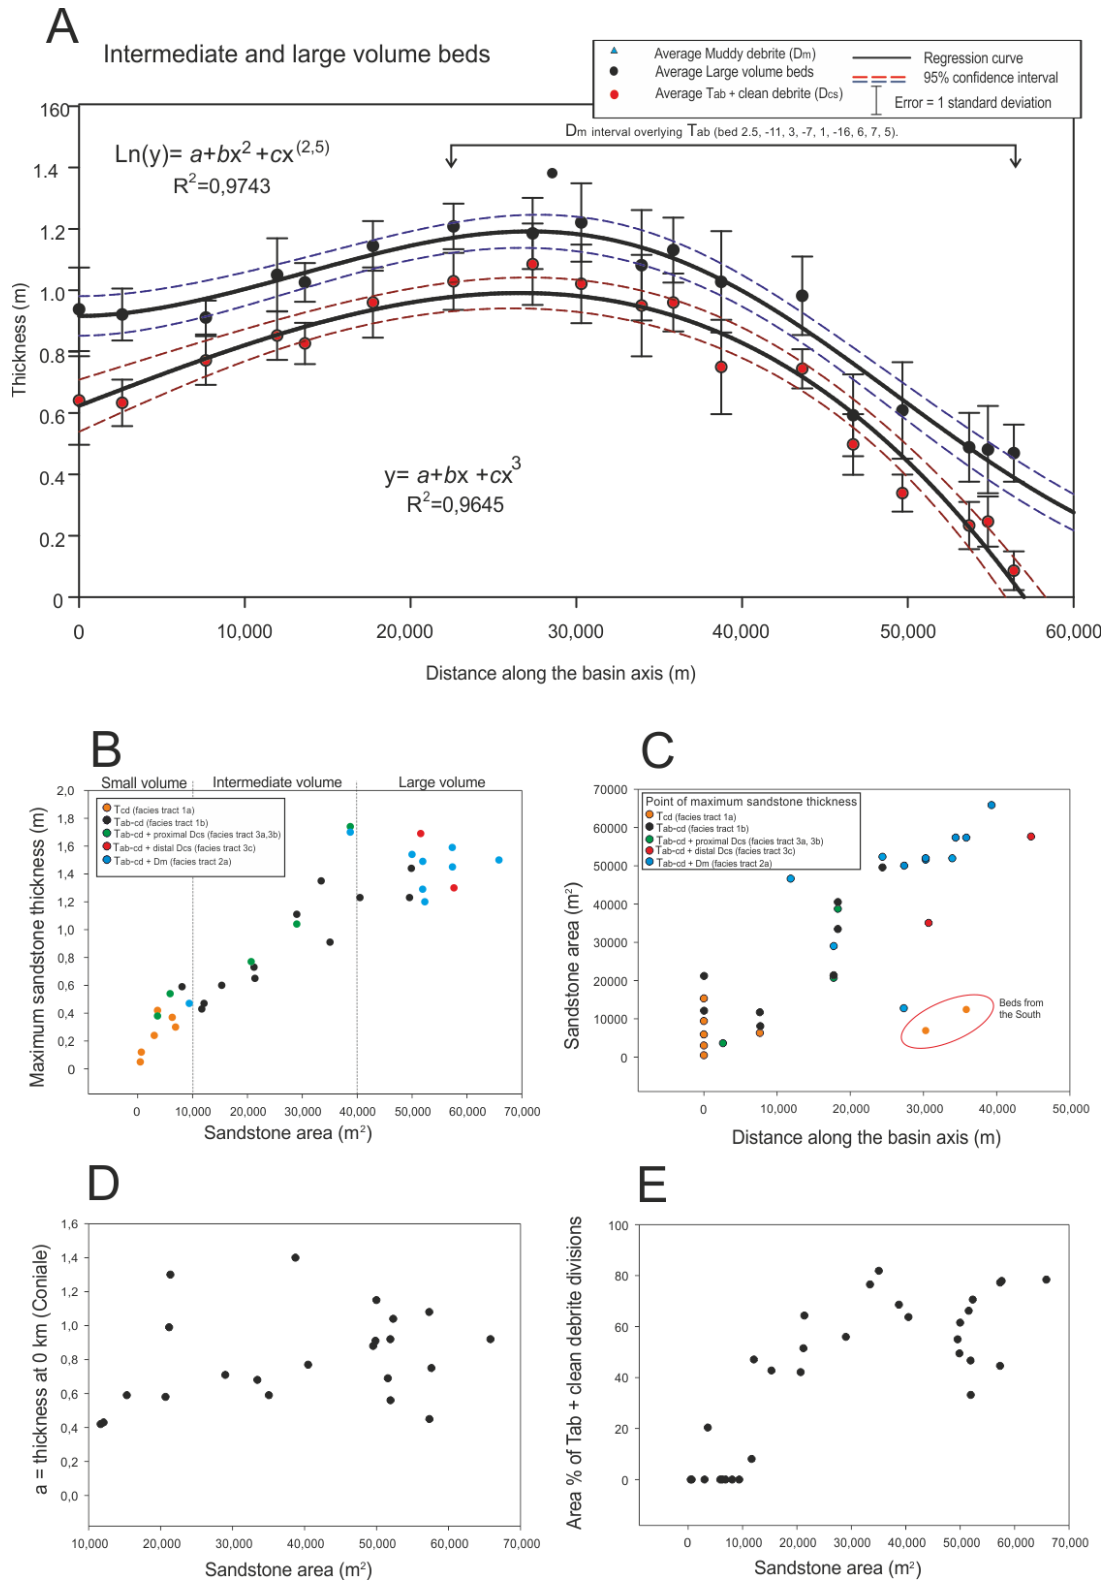 A
Intermediate and large volume beds
Average Muddy debrite (Dm)
Average Large volume beds
Average Tab + clean debrite (Dcs)
Regression curve
95% confidence interval
Error = 1 standard deviation
Dm interval overlying Tab (bed 2.5, -11, 3, -7, 1, -16, 6, 7, 5).
Ln(y)= a+bx2 +cx(2,5)
R2=0,9743
y= a+bx +cx3
R2=0,9645
Thickness (m)
160
1.4
1.2
1.0
0.8
0.6
0.4
0.2
0
0 10,000 20,000 30,000 40,000 50,000 60,000
Distance along the basin axis (m)
B
Small volume Intermediate volume Large volume
Tcd (facies tract 1a)
Tab-cd (facies tract 1b)
Tab-cd + proximal Dcs (facies tract 3a,3b)
Tab-cd + distal Dcs (facies tract 3c)
Tab-cd + Dm (facies tract 2a)
Maximum sandstone thickness (m)
2,0
1,8
1,6
1,4
1,2
1,0
0,8
0,6
0,4
0,2
0
0 10,000 20,000 30,000 40,000 50,000 60,000 70,000
Sandstone area (m2)
C
Point of maximum sandstone thickness
Tcd (facies tract 1a)
Tab-cd (facies tract 1b)
Tab-cd + proximal Dcs (facies tract 3a, 3b)
Tab-cd + distal Dcs (facies tract 3c)
Tab-cd + Dm (facies tract 2a)
Beds from
the South
Sandstone area (m2)
70000
60000
50000
40000
30000
20000
10000
0
0 10,000 20,000 30,000 40,000 50,000
Distance along the basin axis (m)
D
a = thickness at 0 km (Coniale)
1,6
1,4
1,2
1,0
0,8
0,6
0,4
0,2
0,0
10,000 20,000 30,000 40,000 50,000 60,000 70,000
Sandstone area (m2)
E
Area % of Tab + clean debrite divisions
100
80
60
40
20
0
0 10,000 20,000 30,000 40,000 50,000 60,000 70,000
Sandstone area (m2)